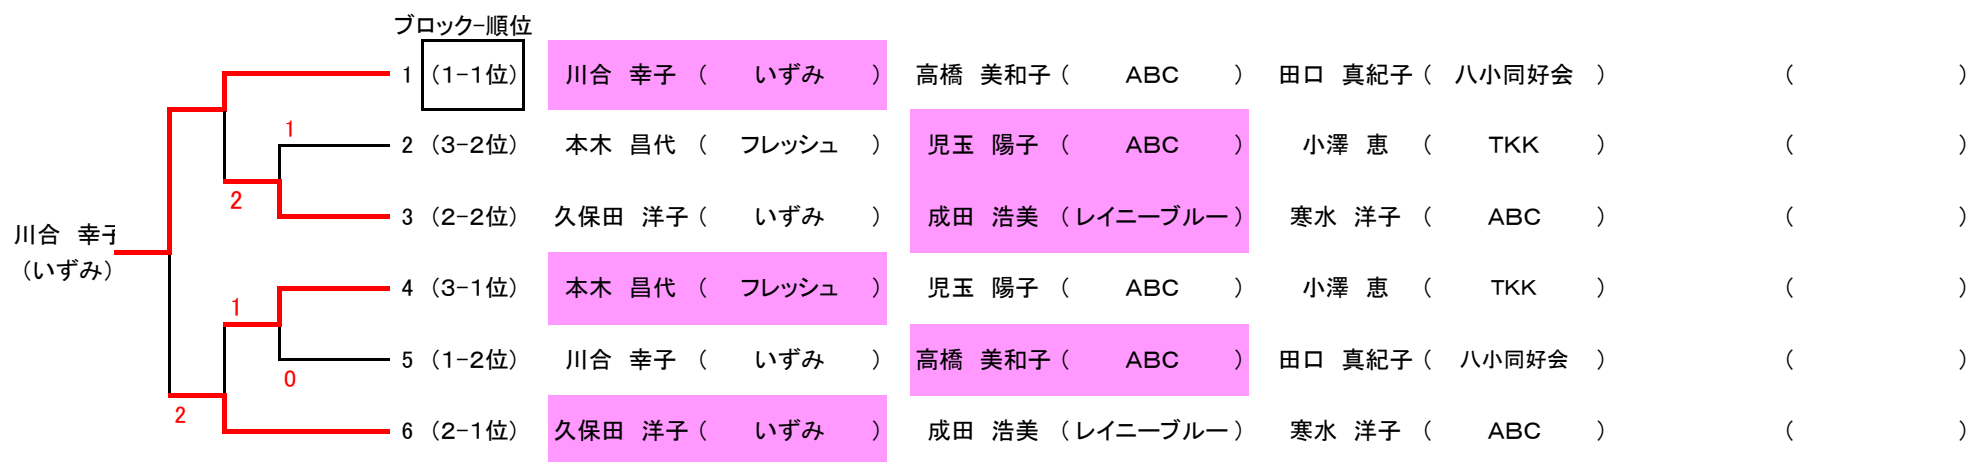 ブロック-順位
1 (1-1位) 川合 幸子 ( いずみ ) 高橋 美和子 ( ABC ) 田口 真紀子 ( 八小同好会 ) ( )
1
2 (3-2位) 本木 昌代 ( フレッシュ ) 児玉 陽子 ( ABC ) 小澤 恵 ( TKK ) ( )
2
3 (2-2位) 久保田 洋子 ( いずみ ) 成田 浩美 (レイニーブルー) 寒水 洋子 ( ABC ) ( )
川合 幸子
(いずみ)
4 (3-1位) 本木 昌代 ( フレッシュ ) 児玉 陽子 ( ABC ) 小澤 恵 ( TKK ) ( )
1
5 (1-2位) 川合 幸子 ( いずみ ) 高橋 美和子 ( ABC ) 田口 真紀子 ( 八小同好会 ) ( )
0
2
6 (2-1位) 久保田 洋子 ( いずみ ) 成田 浩美 (レイニーブルー) 寒水 洋子 ( ABC ) ( )